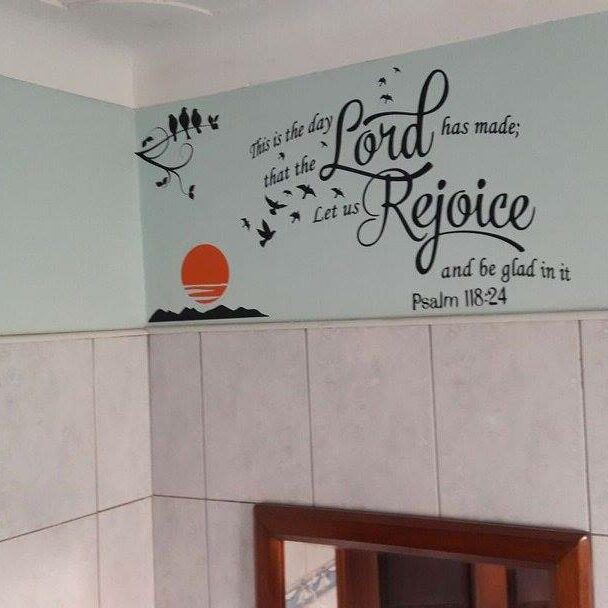 This is the day
that the Lord has made;
Let us Rejoice
and be glad in it
Psalm 118:24